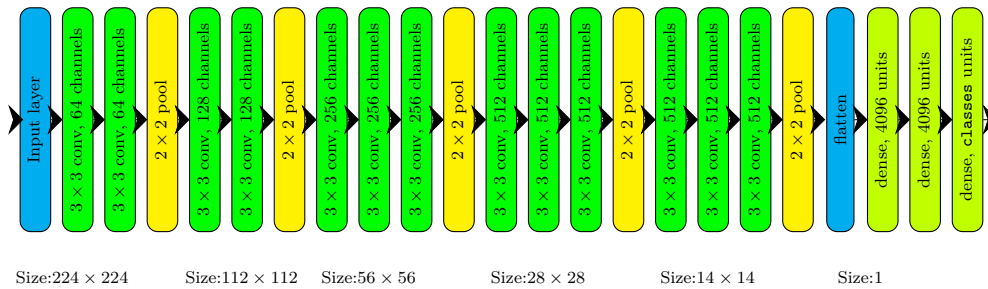 Input layer
3 × 3 conv, 64 channels
3 × 3 conv, 64 channels
2 × 2 pool
3 × 3 conv, 128 channels
3 × 3 conv, 128 channels
2 × 2 pool
3 × 3 conv, 256 channels
3 × 3 conv, 256 channels
3 × 3 conv, 256 channels
2 × 2 pool
3 × 3 conv, 512 channels
3 × 3 conv, 512 channels
3 × 3 conv, 512 channels
2 × 2 pool
3 × 3 conv, 512 channels
3 × 3 conv, 512 channels
3 × 3 conv, 512 channels
2 × 2 pool
flatten
dense, 4096 units
dense, 4096 units
dense, classes units
Size:224 × 224
Size:112 × 112
Size:56 × 56
Size:28 × 28
Size:14 × 14
Size:1